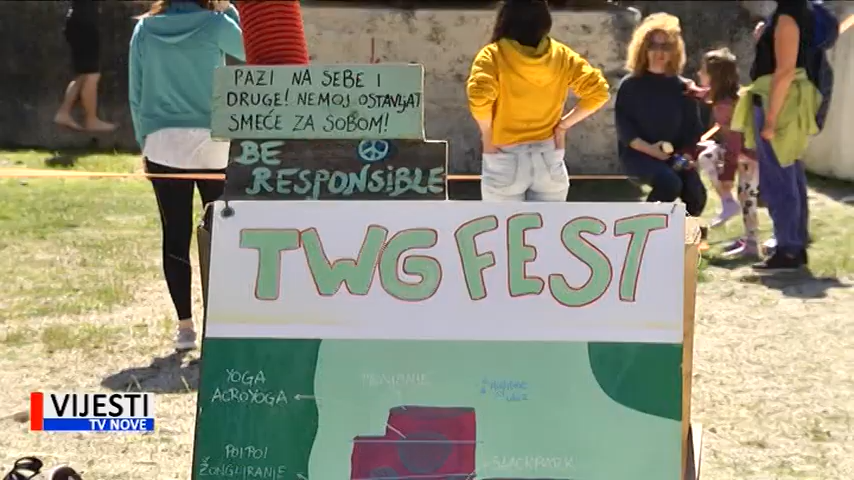 PAZI NA SEBE I
DRUGE! NEMOJ OSTAVLJAT
SMEĆE ZA SOBOM!
BE
RESPONSIBLE
TWG FEST
YOGA
ACROYOGA
POI POI
ŽONGLIRANJE
SLACKPARK
VIJESTI
TV NOVE